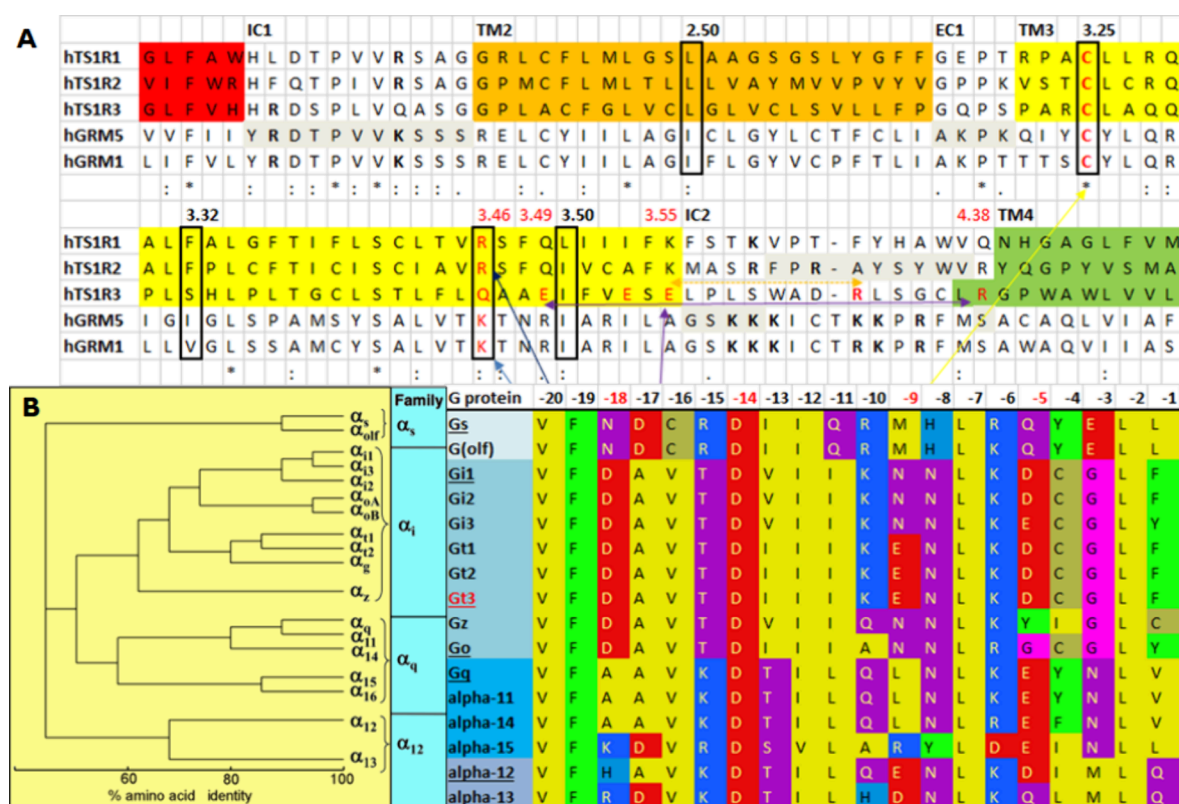 A
IC1 TM2 2.50 EC1 TM3 3.25
hTS1R1 G L F A W H L D T P V V R S A G G R L C F L M L G S L A A G S G S L Y G F F G E P T R P A C L L R Q
hTS1R2 V I F W R H F Q T P I V R S A G G P M C F L M L T L L L V A Y M V V P V Y V G P P K V S T C L C R Q
hTS1R3 G L F V H H R D S P L V Q A S G G P L A C F G L V C L G L V C L S V L L F P G Q P S P A R C L A Q Q
hGRM5 V V F I I Y R D T P V V K S S S R E L C Y I I L A G I C L G Y L C T F C L I A K P K Q I Y C Y L Q R
hGRM1 L I F V L Y R D T P V V K S S S R E L C Y I I L A G I F L G Y V C P F T L I A K P T T T S C Y L Q R
: * : : : * : * : : : . : . : * : . * . * : :
3.32 3.46 3.49 3.50 3.55 IC2 4.38 TM4
hTS1R1 A L F A L G F T I F L S C L T V R S F Q L I I I F K F S T K V P T - F Y H A W V Q N H G A G L F V M
hTS1R2 A L F P L C F T I C I S C I A V R S F Q I V C A F K M A S R F P R - A Y S Y W V R Y Q G P Y V S M A
hTS1R3 P L S H L P L T G C L S T L F L Q A A E I F V E S E L P L S W A D - R L S G C L R G P W A W L V V L
hGRM5 I G I G L S P A M S Y S A L V T K T N R I A R I L A G S K K K I C T K K P R F M S A C A Q L V I A F
hGRM1 L L V G L S S A M C Y S A L V T K T N R I A R I L A G S K K K I C T R K P R F M S A W A Q V I I A S
* : * : : : : . : :
B
Family G protein -20 -19 -18 -17 -16 -15 -14 -13 -12 -11 -10 -9 -8 -7 -6 -5 -4 -3 -2 -1
αs αs Gs V F N D C R D I I Q R M H L R Q Y E L L
αolf G(olf) V F N D C R D I I Q R M H L K Q Y E L L
αi1 Gi1 V F D A V T D V I I K N N L K D C G L F
αi3 Gi2 V F D A V T D V I I K N N L K D C G L F
αi2 Gi3 V F D A V T D V I I K N N L K E C G L Y
αoA αi Gt1 V F D A V T D I I I K E N L K D C G L F
αoB Gt2 V F D A V T D I I I K E N L K D C G L F
αt1 Gt3 V F D A V T D I I I K E N L K D C G L F
αt2 Gz V F D A V T D V I I Q N N L K Y I G L C
αg Go V F D A V T D I I I A N N L R G C G L Y
αz Gq V F A A V K D T I L Q L N L K E Y N L V
αq alpha-11 V F A A V K D T I L Q L N L K E Y N L V
α11 αq alpha-14 V F A A V K D T I L Q L N L R E F N L V
α14 alpha-15 V F K D V R D S V L A R Y L D E I N L L
α15 alpha-12 V F H A V K D T I L Q E N L K D I M L Q
α16 alpha-13 V F R D V K D T I L H D N L K Q L M L Q
α12 α12
α13
60 80 100
% amino acid identity